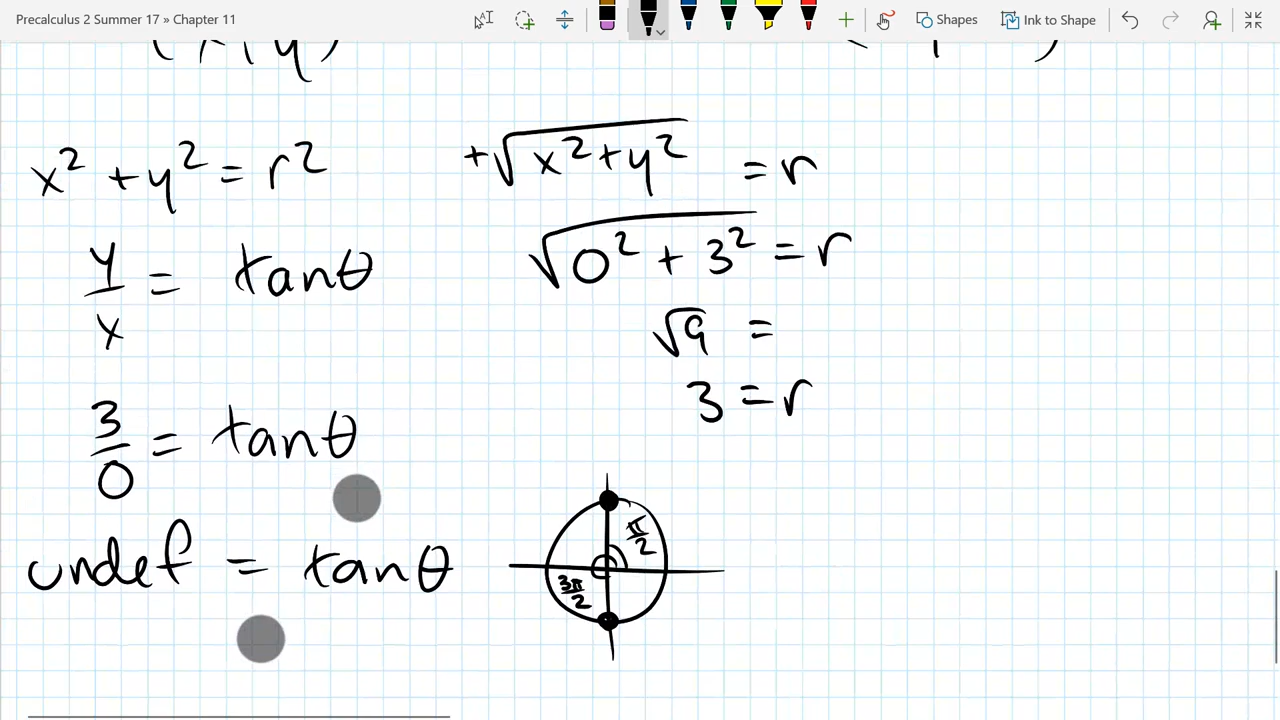 Precalculus 2 Summer 17 » Chapter 11
Shapes
Ink to Shape
(x, y)
x² + y² = r²
+√(x² + y²) = r
y/x = tanθ
√(0² + 3²) = r
√9 =
3 = r
3/0 = tanθ
π/2
undef = tanθ
3π/2